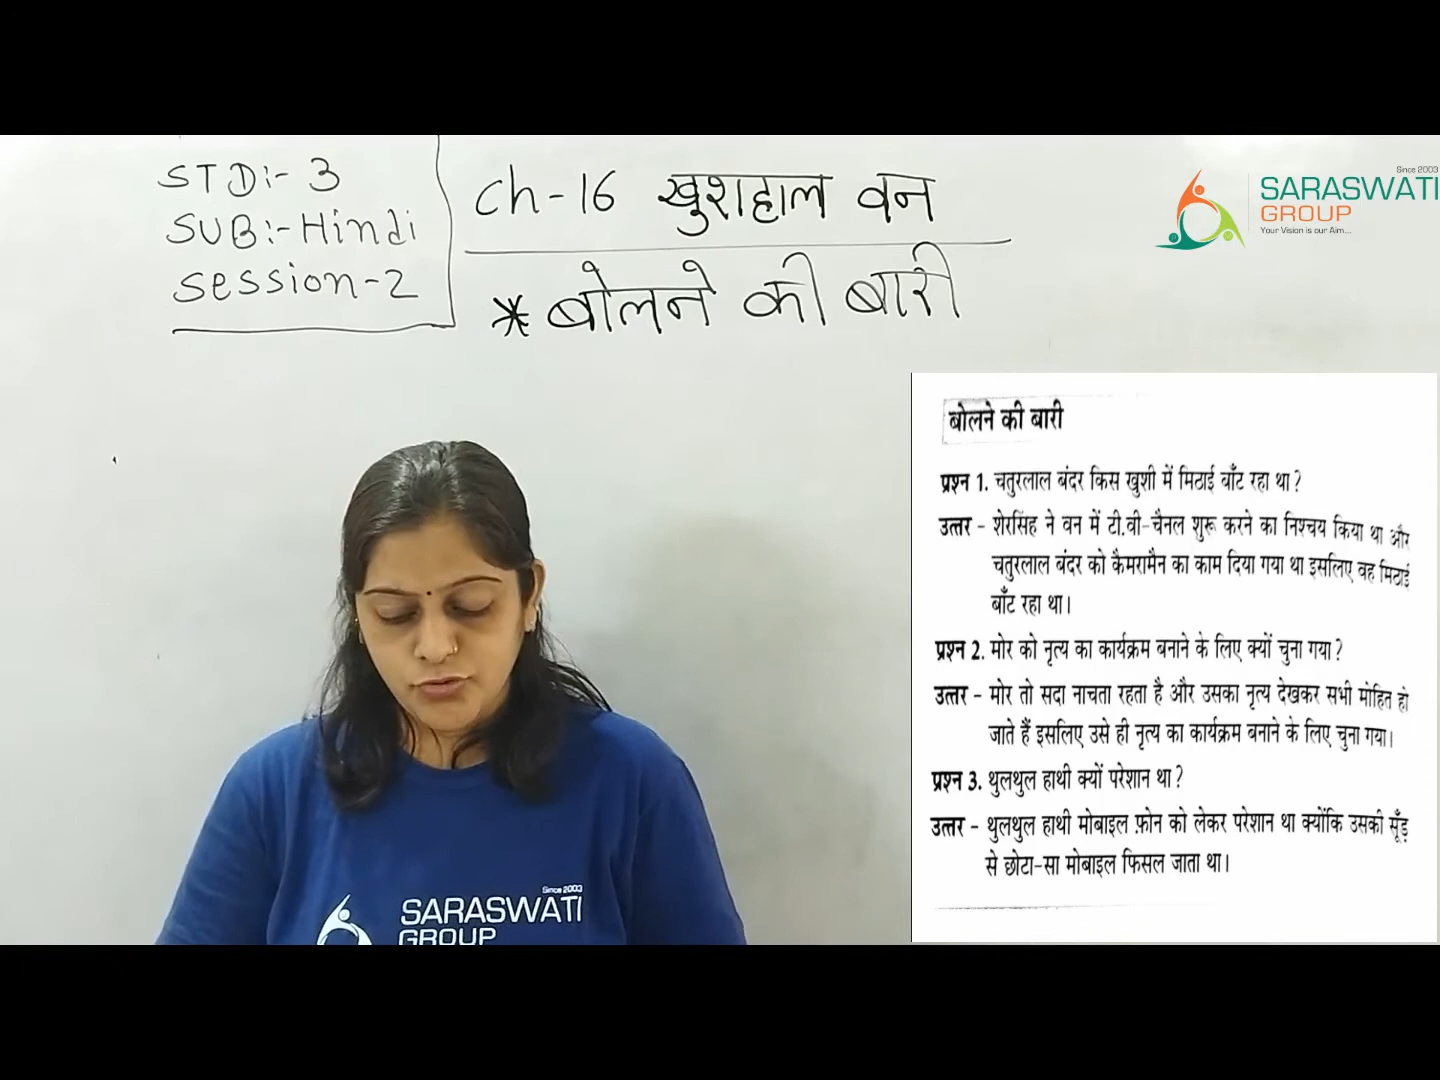 STD:- 3
SUB:- Hindi
Session-2
Ch-16 खुशहाल वन
* बोलने की बारी
Since 2003
SARASWATI
GROUP
Your Vision is our Aim...
बोलने की बारी
प्रश्न 1. चतुरलाल बंदर किस खुशी में मिठाई बाँट रहा था?
उत्तर - शेरसिंह ने वन में टी.वी-चैनल शुरू करने का निश्चय किया था और
चतुरलाल बंदर को कैमरामैन का काम दिया गया था इसलिए वह मिठाई
बाँट रहा था।
प्रश्न 2. मोर को नृत्य का कार्यक्रम बनाने के लिए क्यों चुना गया?
उत्तर - मोर तो सदा नाचता रहता है और उसका नृत्य देखकर सभी मोहित हो
जाते हैं इसलिए उसे ही नृत्य का कार्यक्रम बनाने के लिए चुना गया।
प्रश्न 3. थुलथुल हाथी क्यों परेशान था?
उत्तर - थुलथुल हाथी मोबाइल फ़ोन को लेकर परेशान था क्योंकि उसकी सूँड़
से छोटा-सा मोबाइल फिसल जाता था।
Since 2003
SARASWATI
GROUP